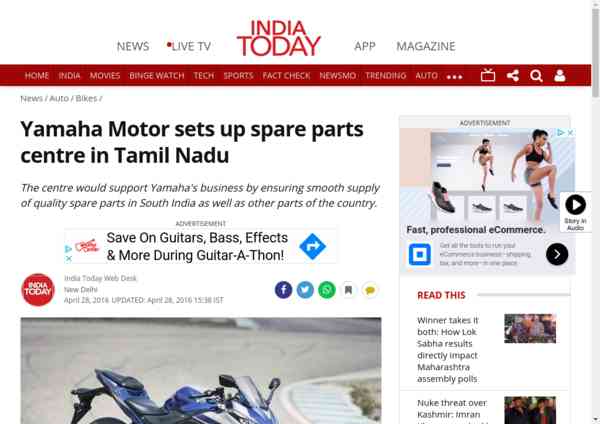 INDIA
TODAY
NEWS
LIVE TV
APP
MAGAZINE
HOME INDIA MOVIES BINGE WATCH TECH SPORTS FACT CHECK NEWSMO TRENDING AUTO
News / Auto / Bikes /
Yamaha Motor sets up spare parts
centre in Tamil Nadu
The centre would support Yamaha's business by ensuring smooth supply
of quality spare parts in South India as well as other parts of the country.
ADVERTISEMENT
Save On Guitars, Bass, Effects
& More During Guitar-A-Thon!
INDIA
TODAY
India Today Web Desk
New Delhi
April 28, 2016 UPDATED: April 28, 2016 15:38 IST
ADVERTISEMENT
Fast, professional eCommerce.
Get all the tools to run your
eCommerce business—shipping,
tax, and more—in one place.
Story in
Audio
READ THIS
Winner takes it
both: How Lok
Sabha results
directly impact
Maharashtra
assembly polls
Nuke threat over
Kashmir: Imran